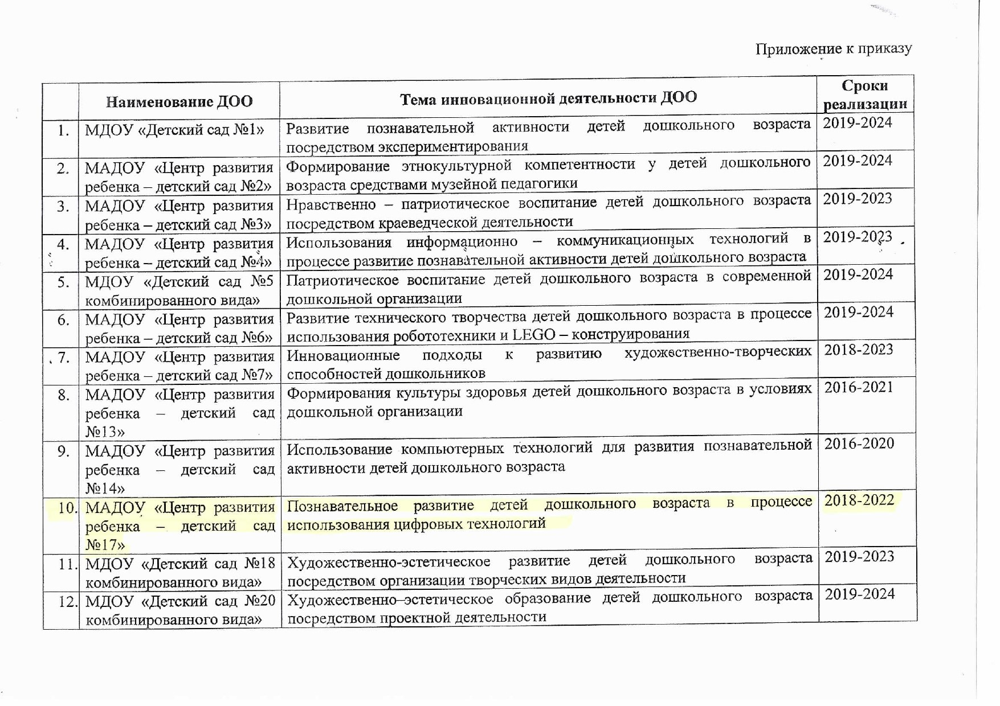 Приложение к приказу
Наименование ДОО
Тема инновационной деятельности ДОО
Сроки
реализации
1.
МДОУ «Детский сад №1»
Развитие познавательной активности детей дошкольного возраста
посредством экспериментирования
2019-2024
2.
МАДОУ «Центр развития
ребенка – детский сад №2»
Формирование этнокультурной компетентности у детей дошкольного
возраста средствами музейной педагогики
2019-2024
3.
МАДОУ «Центр развития
ребенка – детский сад №3»
Нравственно – патриотическое воспитание детей дошкольного возраста
посредством краеведческой деятельности
2019-2023
4.
МАДОУ «Центр развития
ребенка – детский сад №4»
Использования информационно – коммуникационных технологий в
процессе развитие познавательной активности детей дошкольного возраста
2019-2023
5.
МДОУ «Детский сад №5
комбинированного вида»
Патриотическое воспитание детей дошкольного возраста в современной
дошкольной организации
2019-2024
6.
МАДОУ «Центр развития
ребенка – детский сад №6»
Развитие технического творчества детей дошкольного возраста в процессе
использования робототехники и LEGO – конструирования
2019-2024
7.
МАДОУ «Центр развития
ребенка – детский сад №7»
Инновационные подходы к развитию художественно-творческих
способностей дошкольников
2018-2023
8.
МАДОУ «Центр развития
ребенка – детский сад
№13»
Формирования культуры здоровья детей дошкольного возраста в условиях
дошкольной организации
2016-2021
9.
МАДОУ «Центр развития
ребенка – детский сад
№14»
Использование компьютерных технологий для развития познавательной
активности детей дошкольного возраста
2016-2020
10.
МАДОУ «Центр развития
ребенка – детский сад
№17»
Познавательное развитие детей дошкольного возраста в процессе
использования цифровых технологий
2018-2022
11.
МДОУ «Детский сад №18
комбинированного вида»
Художественно-эстетическое развитие детей дошкольного возраста
посредством организации творческих видов деятельности
2019-2023
12.
МДОУ «Детский сад №20
комбинированного вида»
Художественно–эстетическое образование детей дошкольного возраста
посредством проектной деятельности
2019-2024